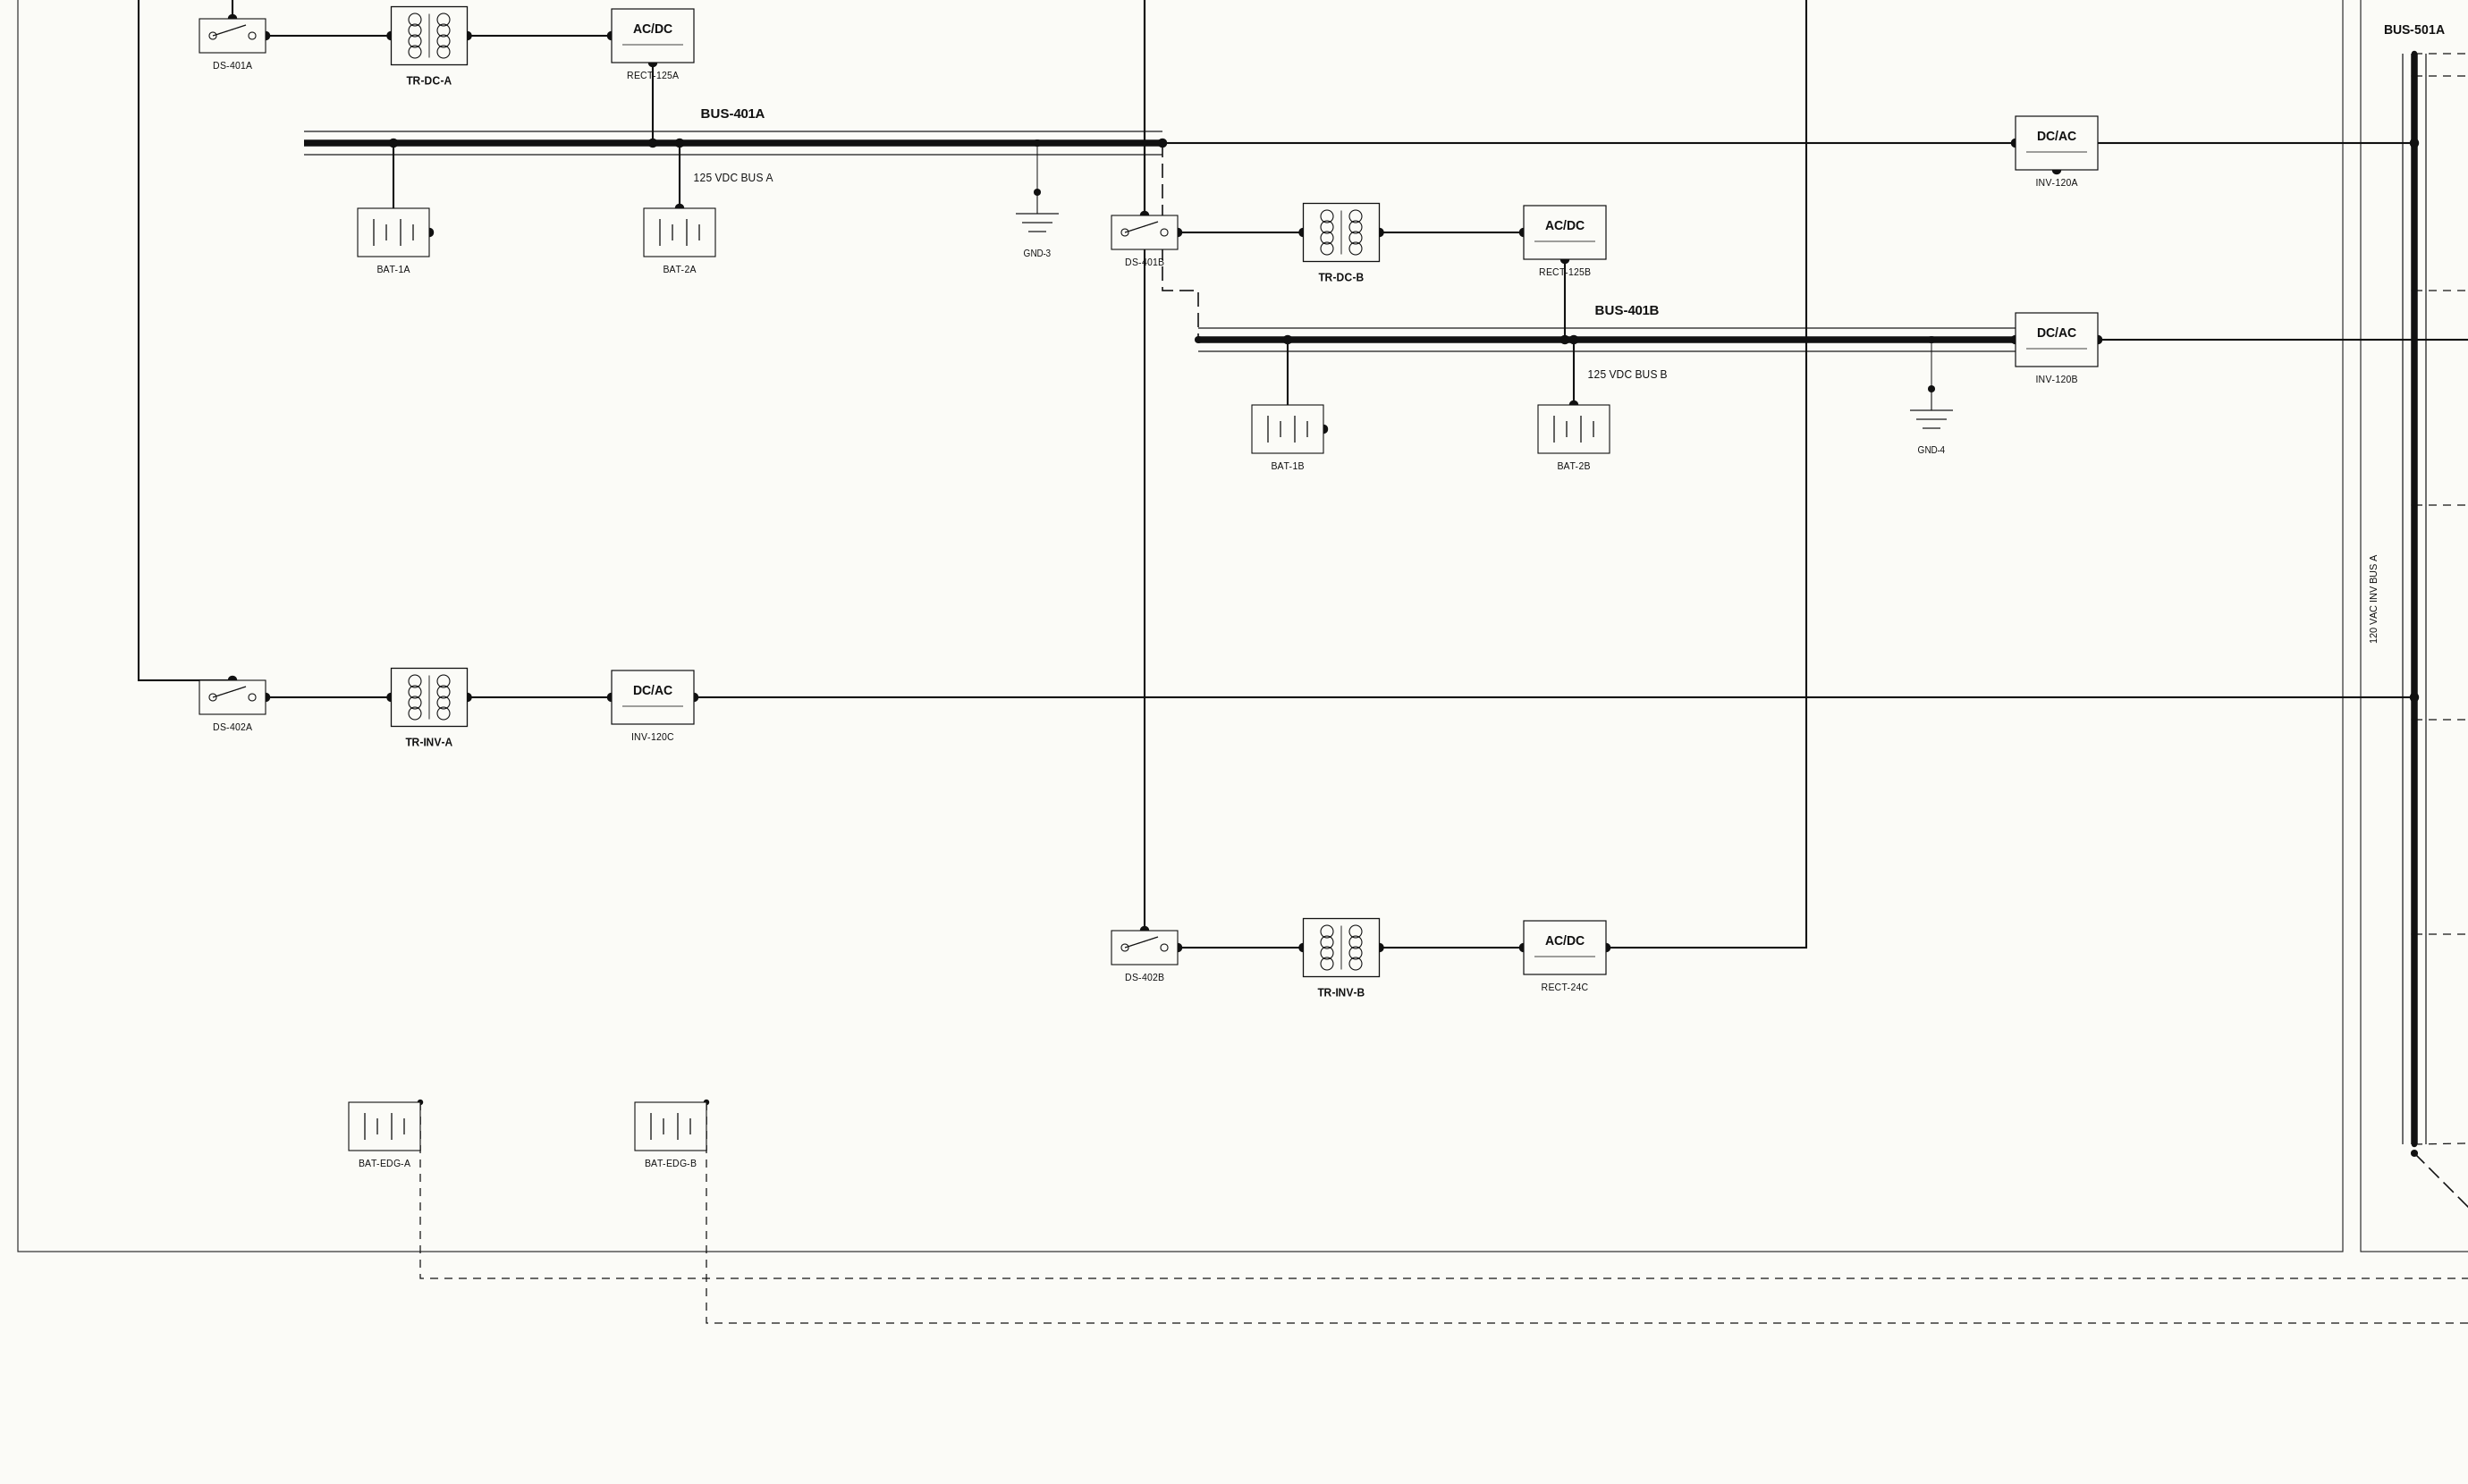 BUS-501A
AC/DC
DS-401A
TR-DC-A
RECT-125A
BUS-401A
DC/AC
125 VDC BUS A
INV-120A
AC/DC
BAT-1A
BAT-2A
GND-3
DS-401B
TR-DC-B
RECT-125B
BUS-401B
DC/AC
125 VDC BUS B
INV-120B
BAT-1B
BAT-2B
GND-4
120 VAC INV BUS A
DC/AC
DS-402A
TR-INV-A
INV-120C
AC/DC
DS-402B
TR-INV-B
RECT-24C
BAT-EDG-A
BAT-EDG-B